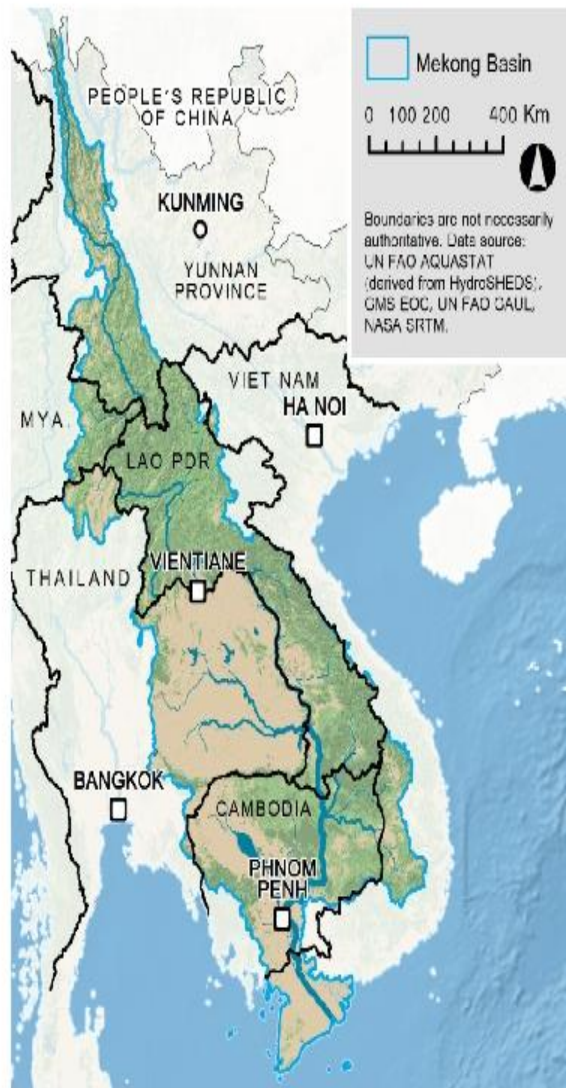 Mekong Basin
0 100 200 400 Km
Boundaries are not necessarily
authoritative. Data source:
UN FAO AQUASTAT
(derived from HydroSHEDS),
GMS EOC, UN FAO GAUL,
NASA SRTM.
PEOPLE'S REPUBLIC
OF CHINA
KUNMING
YUNNAN
PROVINCE
VIET NAM
HA NOI
MYA.
LAO PDR
VIENTIANE
THAILAND
BANGKOK
CAMBODIA
PHNOM
PENH